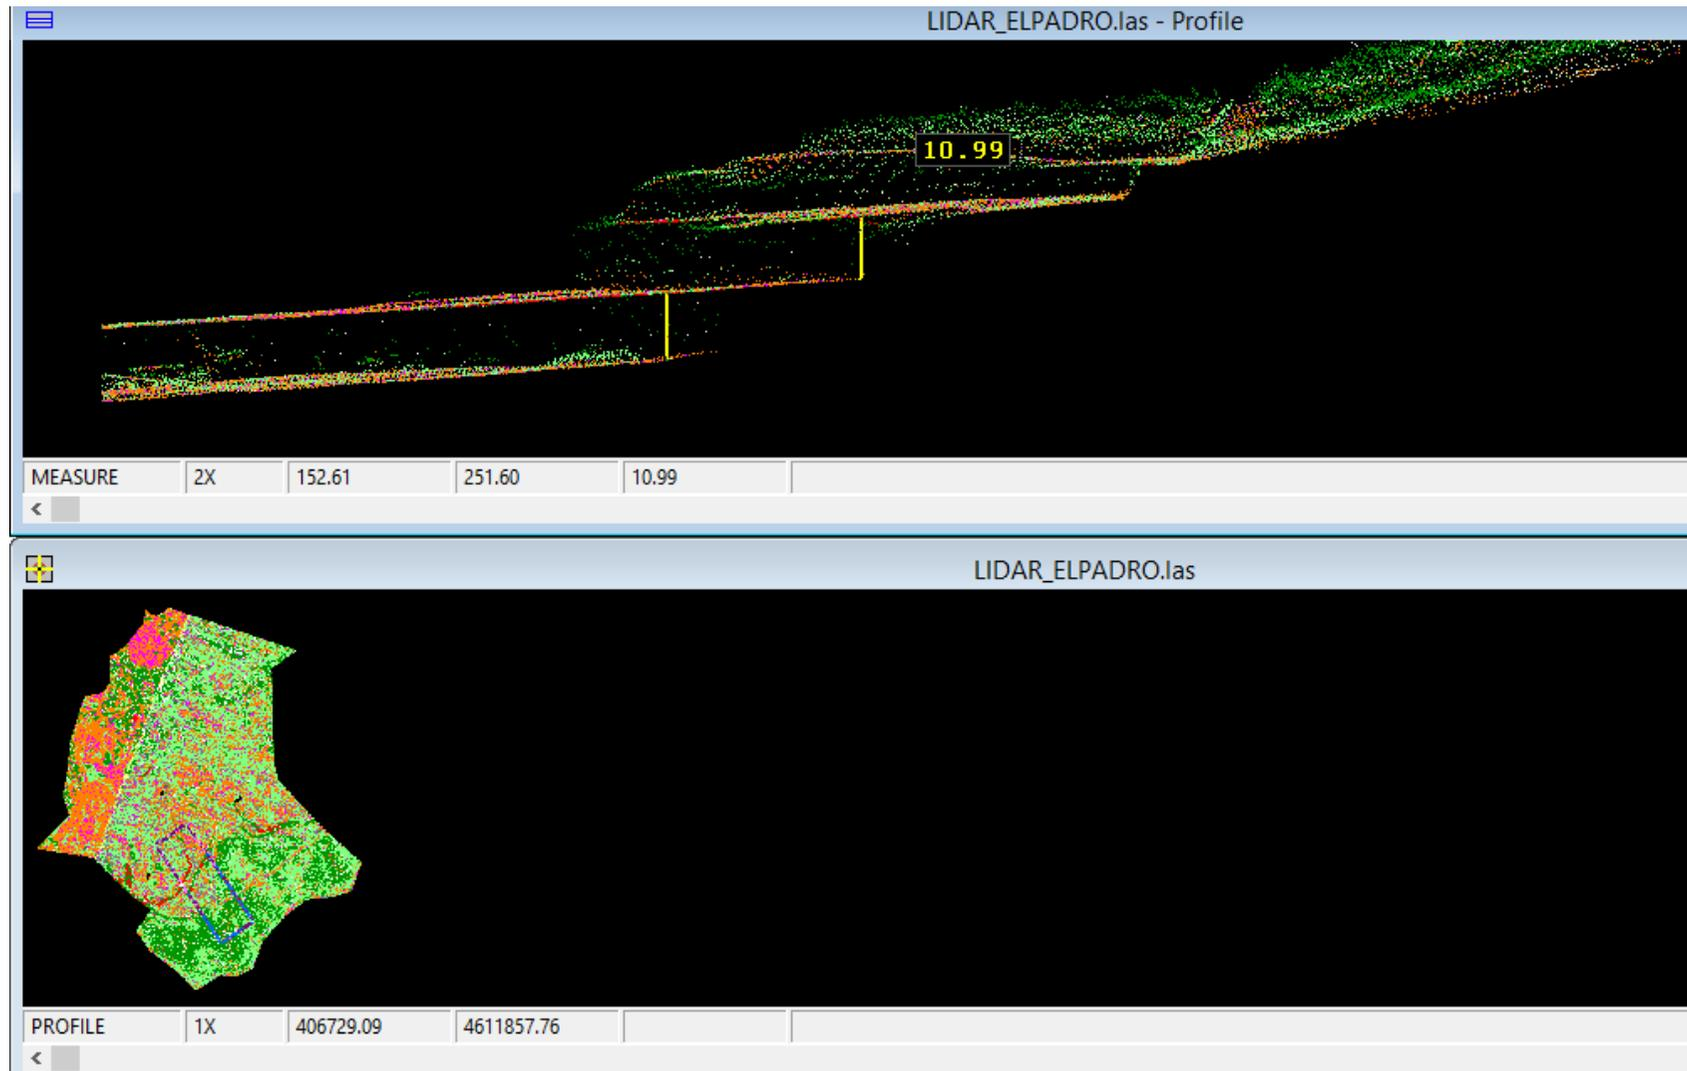 LIDAR_ELPADRO.las - Profile
10.99
MEASURE 2X 152.61 251.60 10.99
LIDAR_ELPADRO.las
PROFILE 1X 406729.09 4611857.76